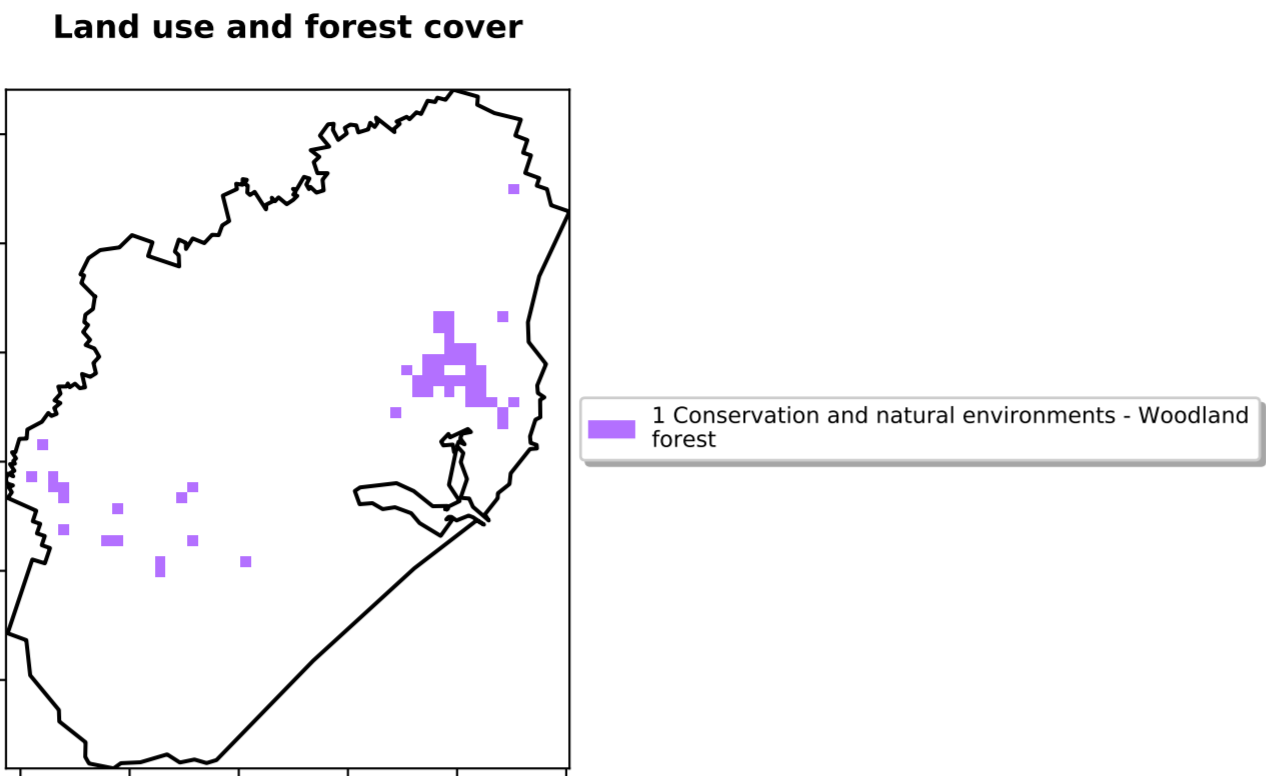 Land use and forest cover
1 Conservation and natural environments - Woodland
forest